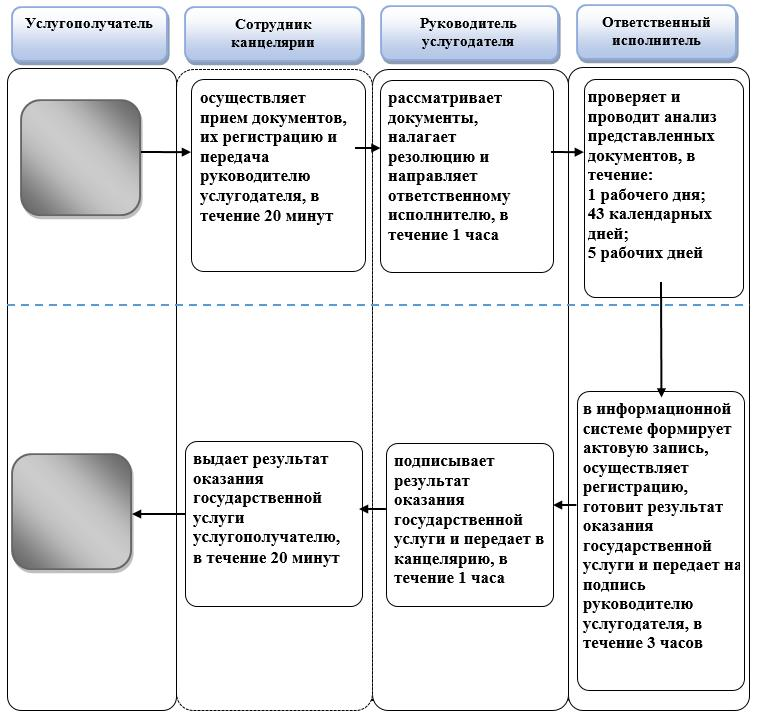 Услугополучатель
Сотрудник
канцелярии
Руководитель
услугодателя
Ответственный
исполнитель
осуществляет
прием документов,
их регистрацию и
передача
руководителю
услугодателя, в
течение 20 минут
рассматривает
документы,
налагает
резолюцию и
направляет
ответственному
исполнителю, в
течение 1 часа
проверяет и
проводит анализ
представленных
документов, в
течение:
1 рабочего дня;
43 календарных
дней;
5 рабочих дней
выдает результат
оказания
государственной
услуги
услугополучателю,
в течение 20 минут
подписывает
результат
оказания
государственной
услуги и передает в
канцелярию, в
течение 1 часа
в информационной
системе формирует
актовую запись,
осуществляет
регистрацию,
готовит результат
оказания
государственной
услуги и передает на
подпись
руководителю
услугодателя, в
течение 3 часов